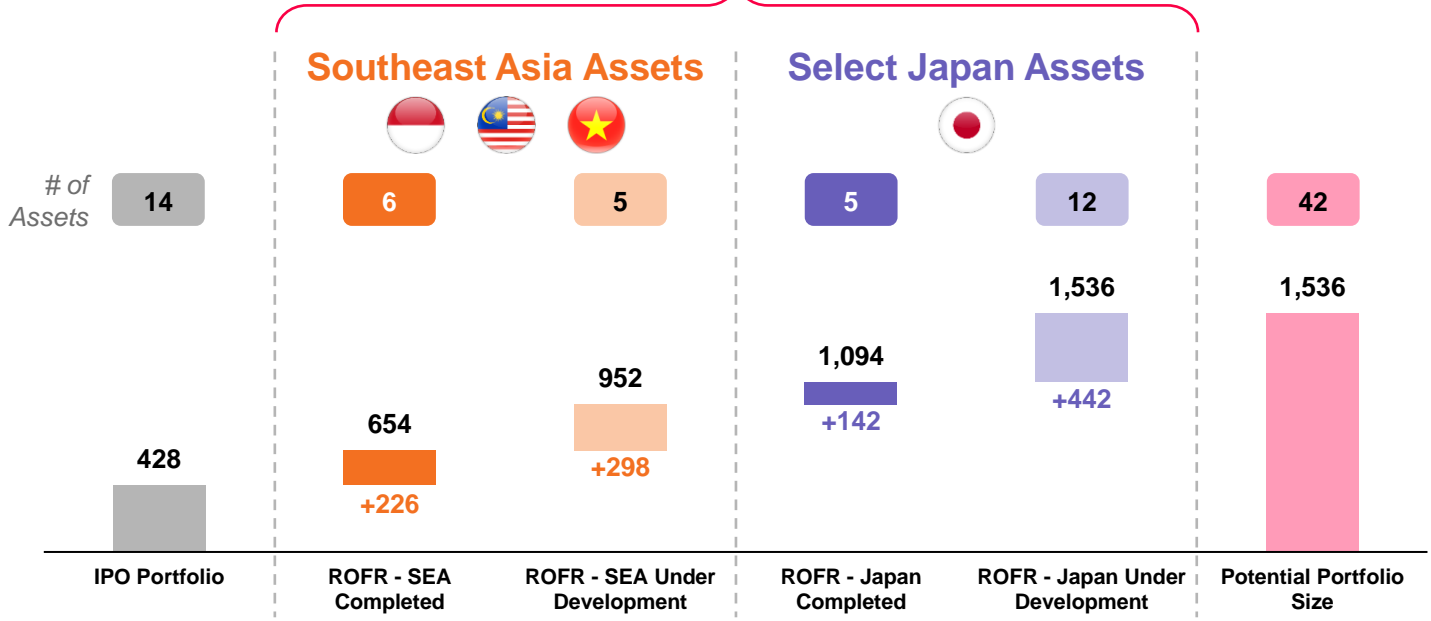 Southeast Asia Assets
Select Japan Assets
# of
Assets
14
6
5
5
12
42
428
654
+226
952
+298
1,094
+142
1,536
+442
1,536
IPO Portfolio
ROFR - SEA
Completed
ROFR - SEA Under
Development
ROFR - Japan
Completed
ROFR - Japan Under
Development
Potential Portfolio
Size